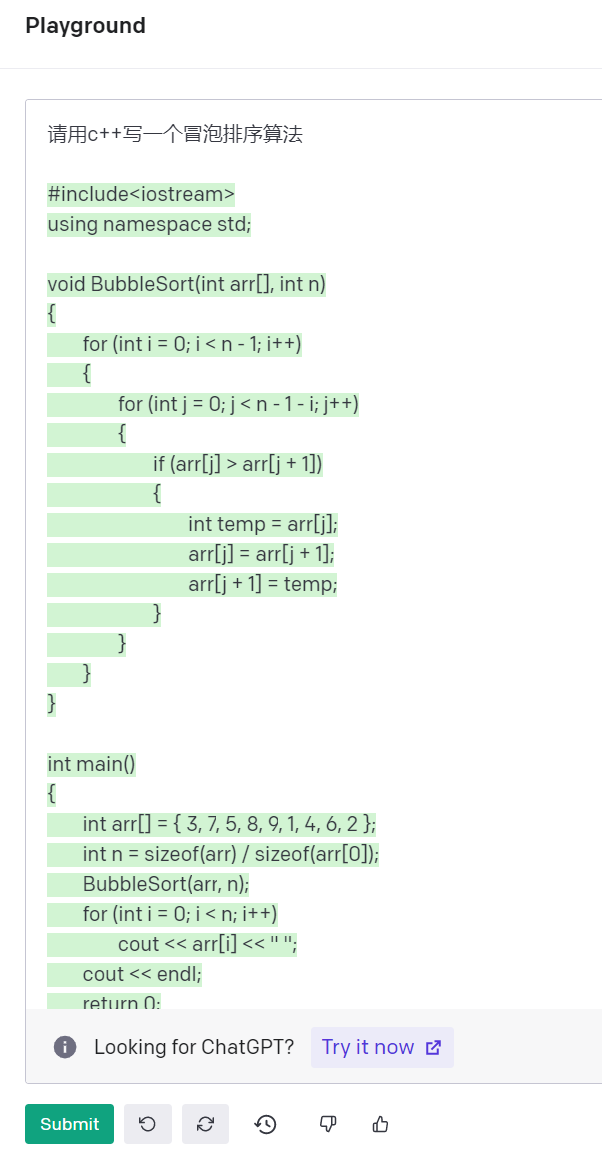 Playground
请用c++写一个冒泡排序算法
#include<iostream>
using namespace std;
void BubbleSort(int arr[], int n)
{
for (int i = 0; i < n - 1; i++)
{
for (int j = 0; j < n - 1 - i; j++)
{
if (arr[j] > arr[j + 1])
{
int temp = arr[j];
arr[j] = arr[j + 1];
arr[j + 1] = temp;
}
}
}
}
int main()
{
int arr[] = { 3, 7, 5, 8, 9, 1, 4, 6, 2 };
int n = sizeof(arr) / sizeof(arr[0]);
BubbleSort(arr, n);
for (int i = 0; i < n; i++)
cout << arr[i] << " ";
cout << endl;
return 0;
Looking for ChatGPT? Try it now
Submit